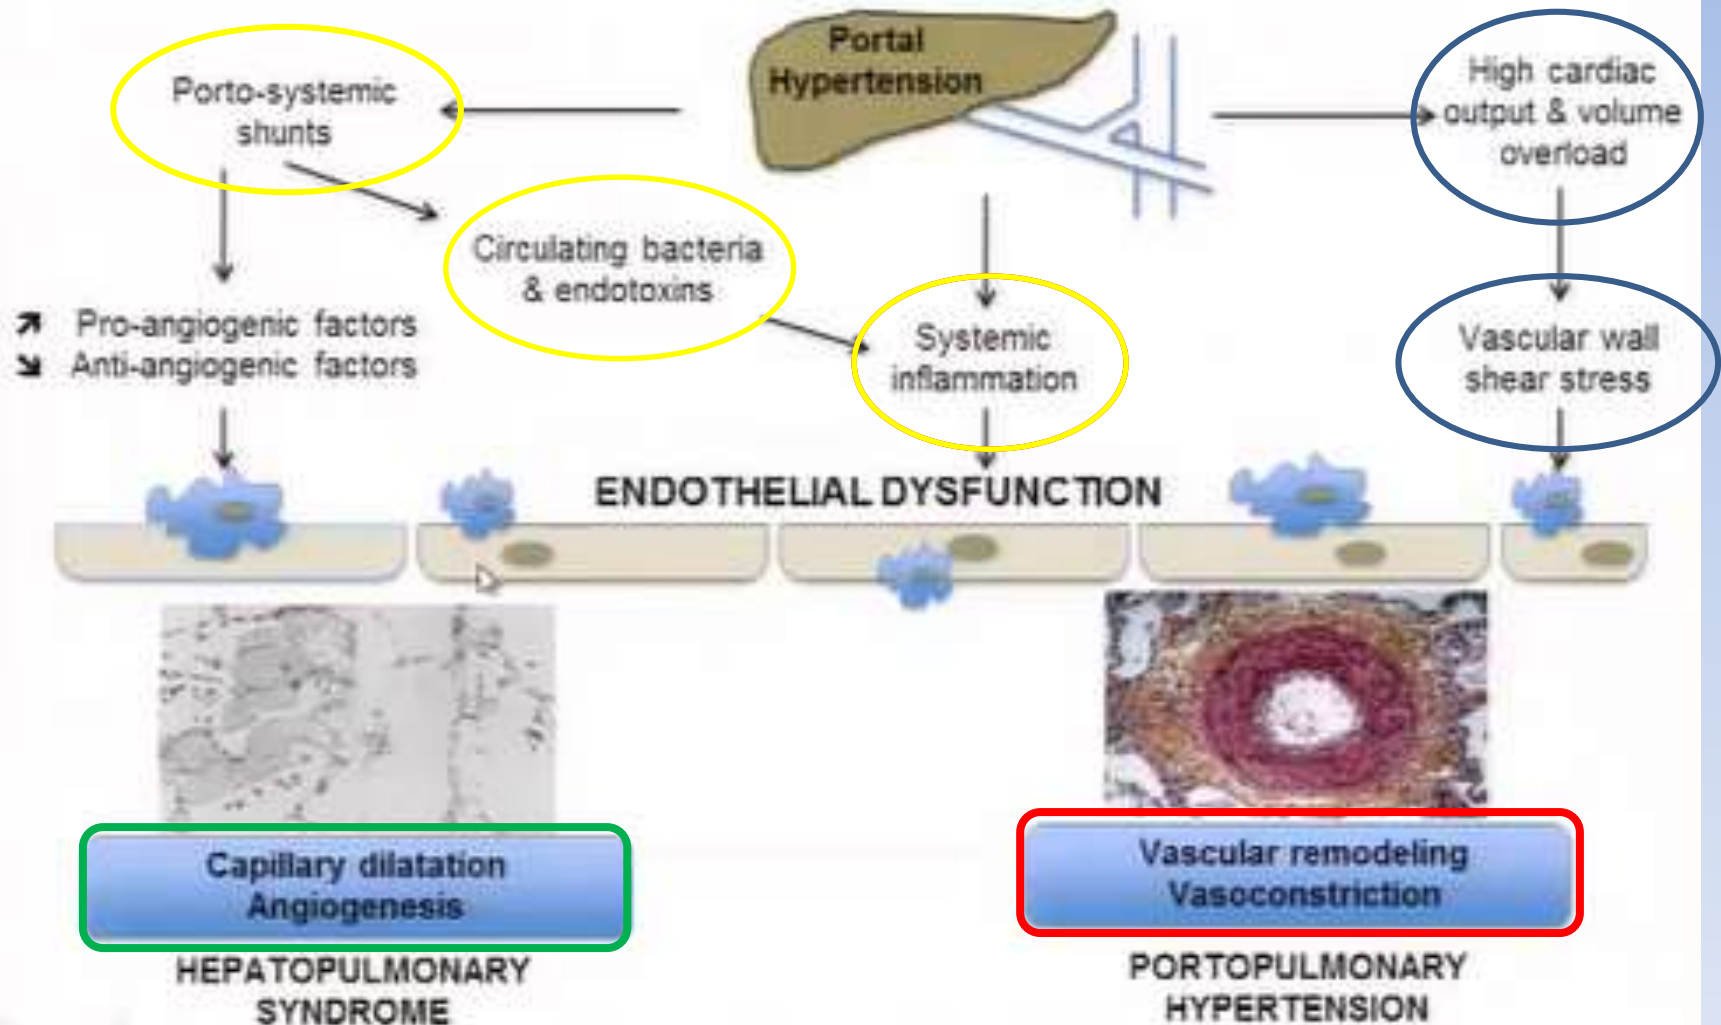 Portal
Hypertension
Porto-systemic
shunts
High cardiac
output & volume
overload
Circulating bacteria
& endotoxins
Pro-angiogenic factors
Anti-angiogenic factors
Systemic
inflammation
Vascular wall
shear stress
ENDOTHELIAL DYSFUNCTION
Capillary dilatation
Angiogenesis
HEPATOPULMONARY
SYNDROME
Vascular remodeling
Vasoconstriction
PORTOPULMONARY
HYPERTENSION